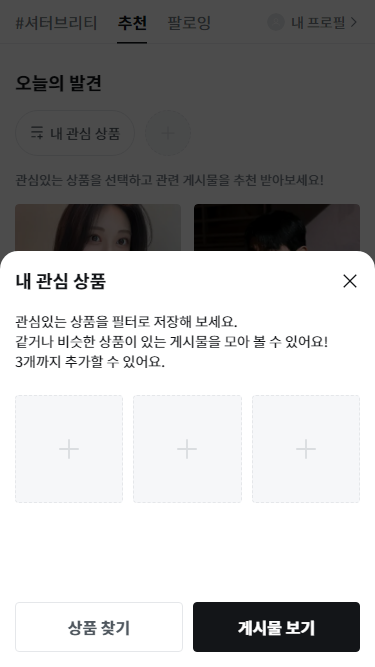 #셔터브리티 추천 팔로잉 내 프로필
오늘의 발견
내 관심 상품
관심있는 상품을 선택하고 관련 게시물을 추천 받아보세요!
내 관심 상품
관심있는 상품을 필터로 저장해 보세요.
같거나 비슷한 상품이 있는 게시물을 모아 볼 수 있어요!
3개까지 추가할 수 있어요.
상품 찾기 게시물 보기